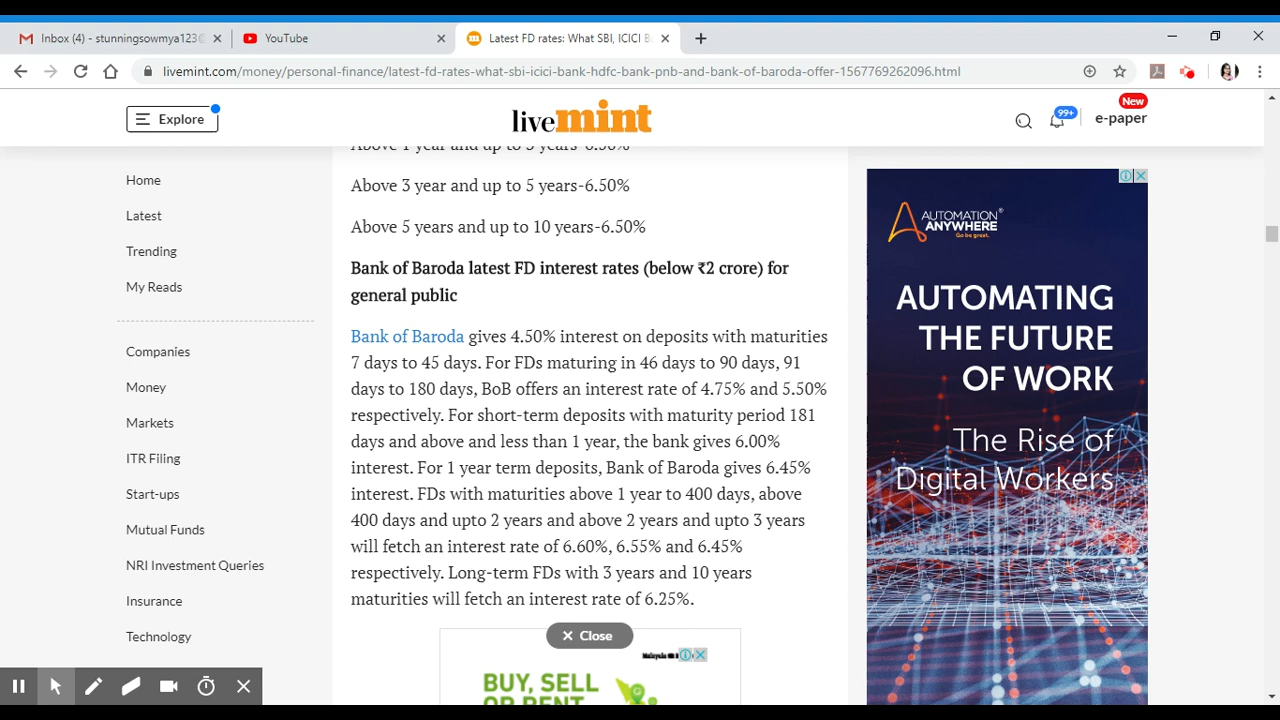 Inbox (4) - stunningsowmya123@
YouTube
Latest FD rates: What SBI, ICICI B
livemint.com/money/personal-finance/latest-fd-rates-what-sbi-icici-bank-hdfc-bank-pnb-and-bank-of-baroda-offer-1567769262096.html
Explore
livemint
99+
New
e-paper
Home
Latest
Trending
My Reads
Companies
Money
Markets
ITR Filing
Start-ups
Mutual Funds
NRI Investment Queries
Insurance
Technology
Above 3 year and up to 5 years-6.50%
Above 5 years and up to 10 years-6.50%
Bank of Baroda latest FD interest rates (below ₹2 crore) for
general public
Bank of Baroda gives 4.50% interest on deposits with maturities
7 days to 45 days. For FDs maturing in 46 days to 90 days, 91
days to 180 days, BoB offers an interest rate of 4.75% and 5.50%
respectively. For short-term deposits with maturity period 181
days and above and less than 1 year, the bank gives 6.00%
interest. For 1 year term deposits, Bank of Baroda gives 6.45%
interest. FDs with maturities above 1 year to 400 days, above
400 days and upto 2 years and above 2 years and upto 3 years
will fetch an interest rate of 6.60%, 6.55% and 6.45%
respectively. Long-term FDs with 3 years and 10 years
maturities will fetch an interest rate of 6.25%.
Close
BUY, SELL
OR RENT
AUTOMATION
ANYWHERE
Go be great.
AUTOMATING
THE FUTURE
OF WORK
The Rise of
Digital Workers